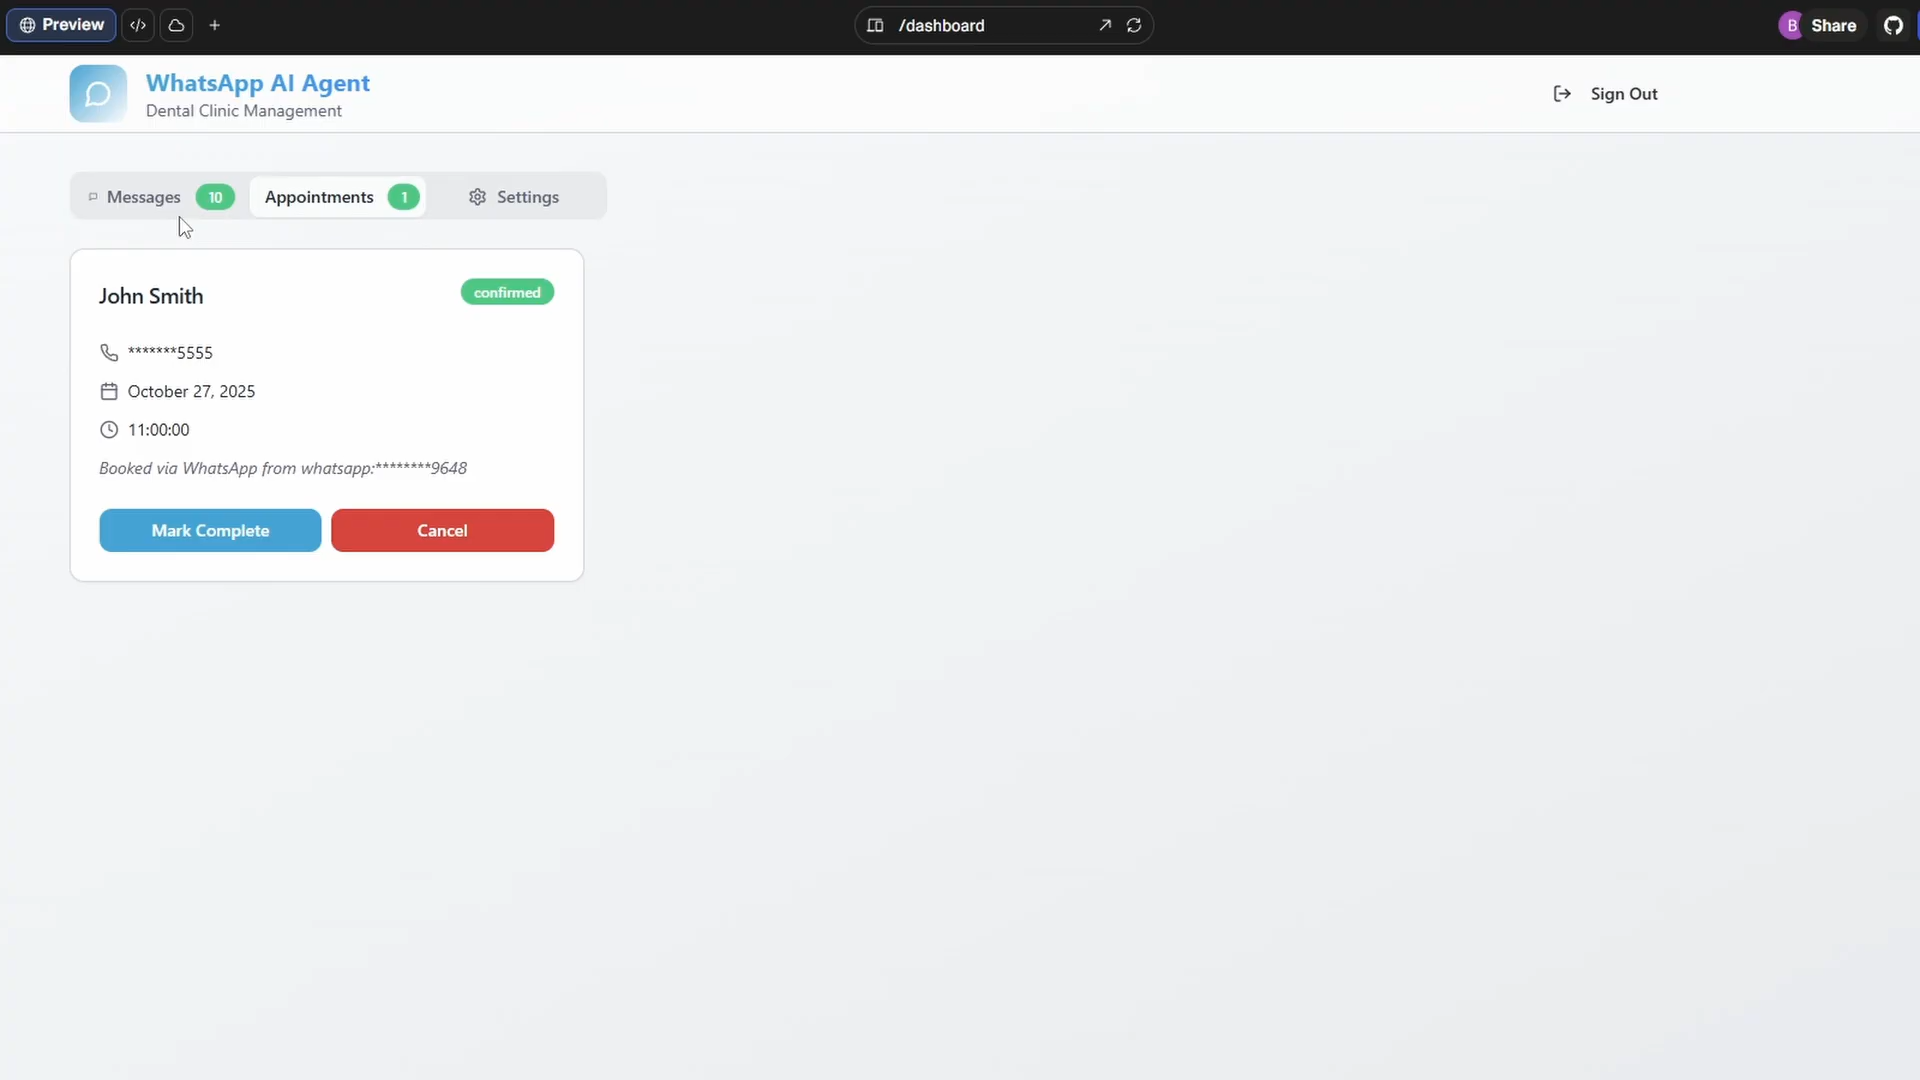 Preview
/dashboard
B Share
WhatsApp AI Agent
Dental Clinic Management
Sign Out
Messages 10 Appointments 1 Settings
John Smith confirmed
*******5555
October 27, 2025
11:00:00
Booked via WhatsApp from whatsapp:********9648
Mark Complete Cancel